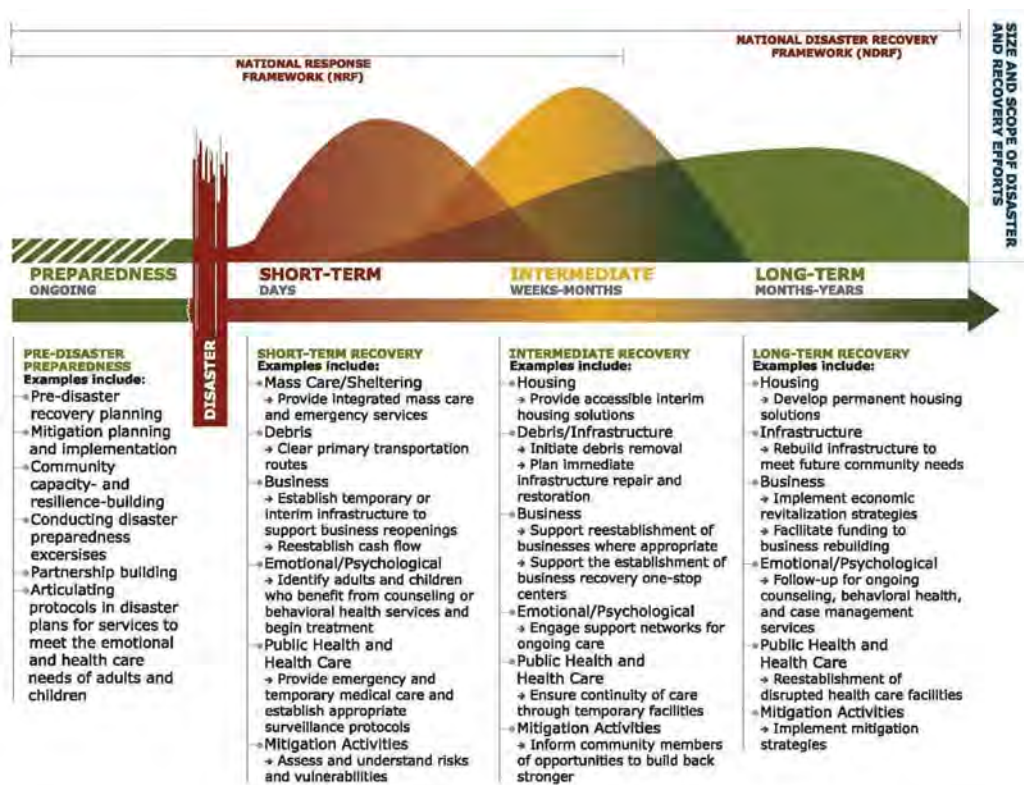 NATIONAL DISASTER RECOVERY
FRAMEWORK (NDRF)
NATIONAL RESPONSE
FRAMEWORK (NRF)
SIZE AND SCOPE OF DISASTER
AND RECOVERY EFFORTS
PREPAREDNESS
ONGOING
SHORT-TERM
DAYS
INTERMEDIATE
WEEKS-MONTHS
LONG-TERM
MONTHS-YEARS
DISASTER
PRE-DISASTER
PREPAREDNESS
Examples include:
Pre-disaster
recovery planning
Mitigation planning
and implementation
Community
capacity- and
resilience-building
Conducting disaster
preparedness
excersises
Partnership building
Articulating
protocols in disaster
plans for services to
meet the emotional
and health care
needs of adults and
children
SHORT-TERM RECOVERY
Examples include:
Mass Care/Sheltering
→ Provide integrated mass care
and emergency services
Debris
→ Clear primary transportation
routes
Business
→ Establish temporary or
interim infrastructure to
support business reopenings
→ Reestablish cash flow
Emotional/Psychological
→ Identify adults and children
who benefit from counseling or
behavioral health services and
begin treatment
Public Health and
Health Care
→ Provide emergency and
temporary medical care and
establish appropriate
surveillance protocols
Mitigation Activities
→ Assess and understand risks
and vulnerabilities
INTERMEDIATE RECOVERY
Examples include:
Housing
→ Provide accessible interim
housing solutions
Debris/Infrastructure
→ Initiate debris removal
→ Plan immediate
infrastructure repair and
restoration
Business
→ Support reestablishment of
businesses where appropriate
→ Support the establishment of
business recovery one-stop
centers
Emotional/Psychological
→ Engage support networks for
ongoing care
Public Health and
Health Care
→ Ensure continuity of care
through temporary facilities
Mitigation Activities
→ Inform community members
of opportunities to build back
stronger
LONG-TERM RECOVERY
Examples include:
Housing
→ Develop permanent housing
solutions
Infrastructure
→ Rebuild infrastructure to
meet future community needs
Business
→ Implement economic
revitalization strategies
→ Facilitate funding to
business rebuilding
Emotional/Psychological
→ Follow-up for ongoing
counseling, behavioral health,
and case management
services
Public Health and
Health Care
→ Reestablishment of
disrupted health care facilities
Mitigation Activities
→ Implement mitigation
strategies